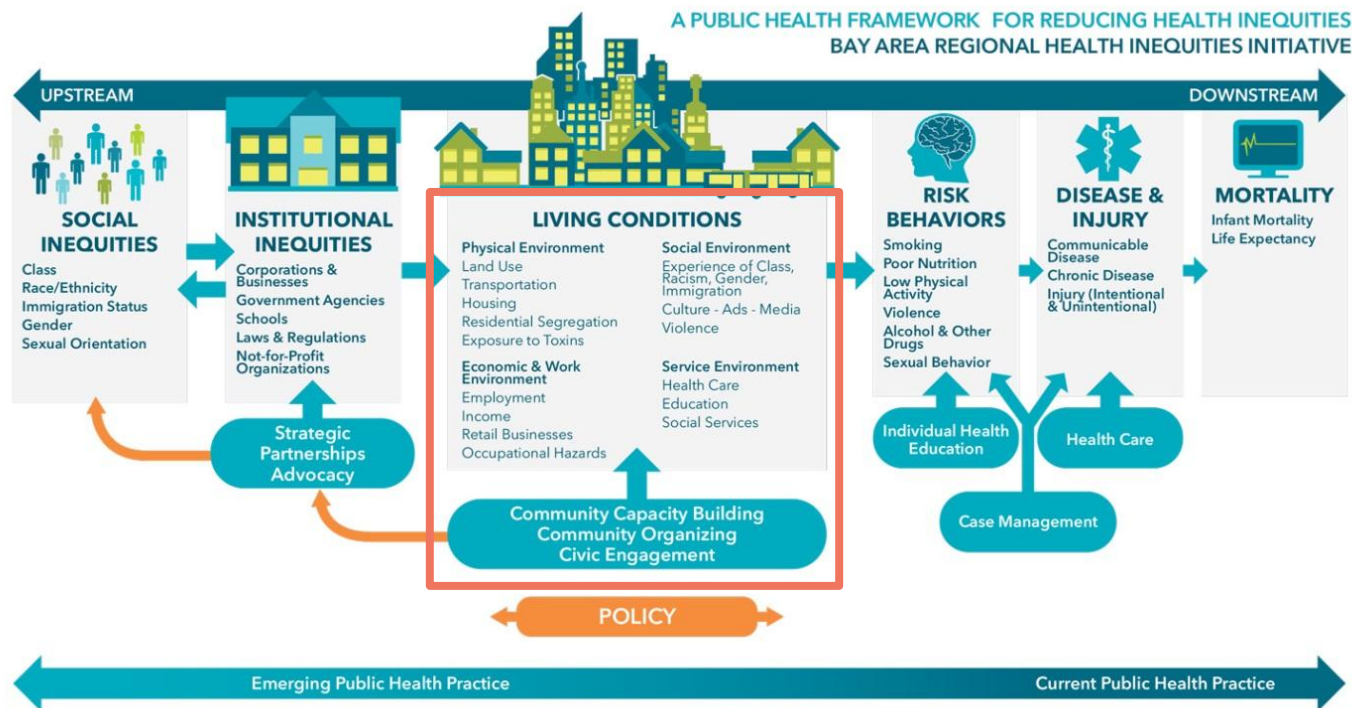 A PUBLIC HEALTH FRAMEWORK FOR REDUCING HEALTH INEQUITIES
BAY AREA REGIONAL HEALTH INEQUITIES INITIATIVE
UPSTREAM
DOWNSTREAM
SOCIAL
INEQUITIES
Class
Race/Ethnicity
Immigration Status
Gender
Sexual Orientation
INSTITUTIONAL
INEQUITIES
Corporations &
Businesses
Government Agencies
Schools
Laws & Regulations
Not-for-Profit
Organizations
Strategic
Partnerships
Advocacy
LIVING CONDITIONS
Physical Environment
Land Use
Transportation
Housing
Residential Segregation
Exposure to Toxins
Economic & Work
Environment
Employment
Income
Retail Businesses
Occupational Hazards
Social Environment
Experience of Class,
Racism, Gender,
Immigration
Culture - Ads - Media
Violence
Service Environment
Health Care
Education
Social Services
Community Capacity Building
Community Organizing
Civic Engagement
RISK
BEHAVIORS
Smoking
Poor Nutrition
Low Physical
Activity
Violence
Alcohol & Other
Drugs
Sexual Behavior
Individual Health
Education
DISEASE &
INJURY
Communicable
Disease
Chronic Disease
Injury (Intentional
& Unintentional)
Health Care
Case Management
MORTALITY
Infant Mortality
Life Expectancy
POLICY
Emerging Public Health Practice
Current Public Health Practice